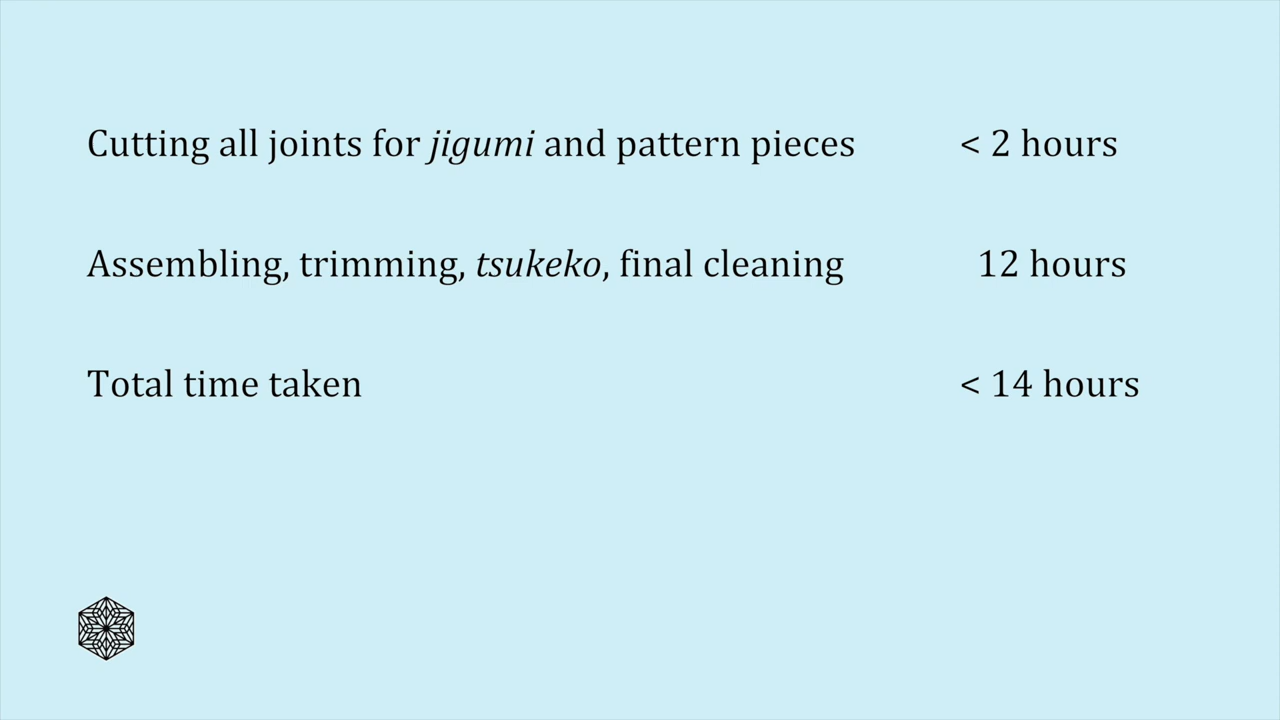 Cutting all joints for jigumi and pattern pieces < 2 hours
Assembling, trimming, tsukeko, final cleaning 12 hours
Total time taken < 14 hours